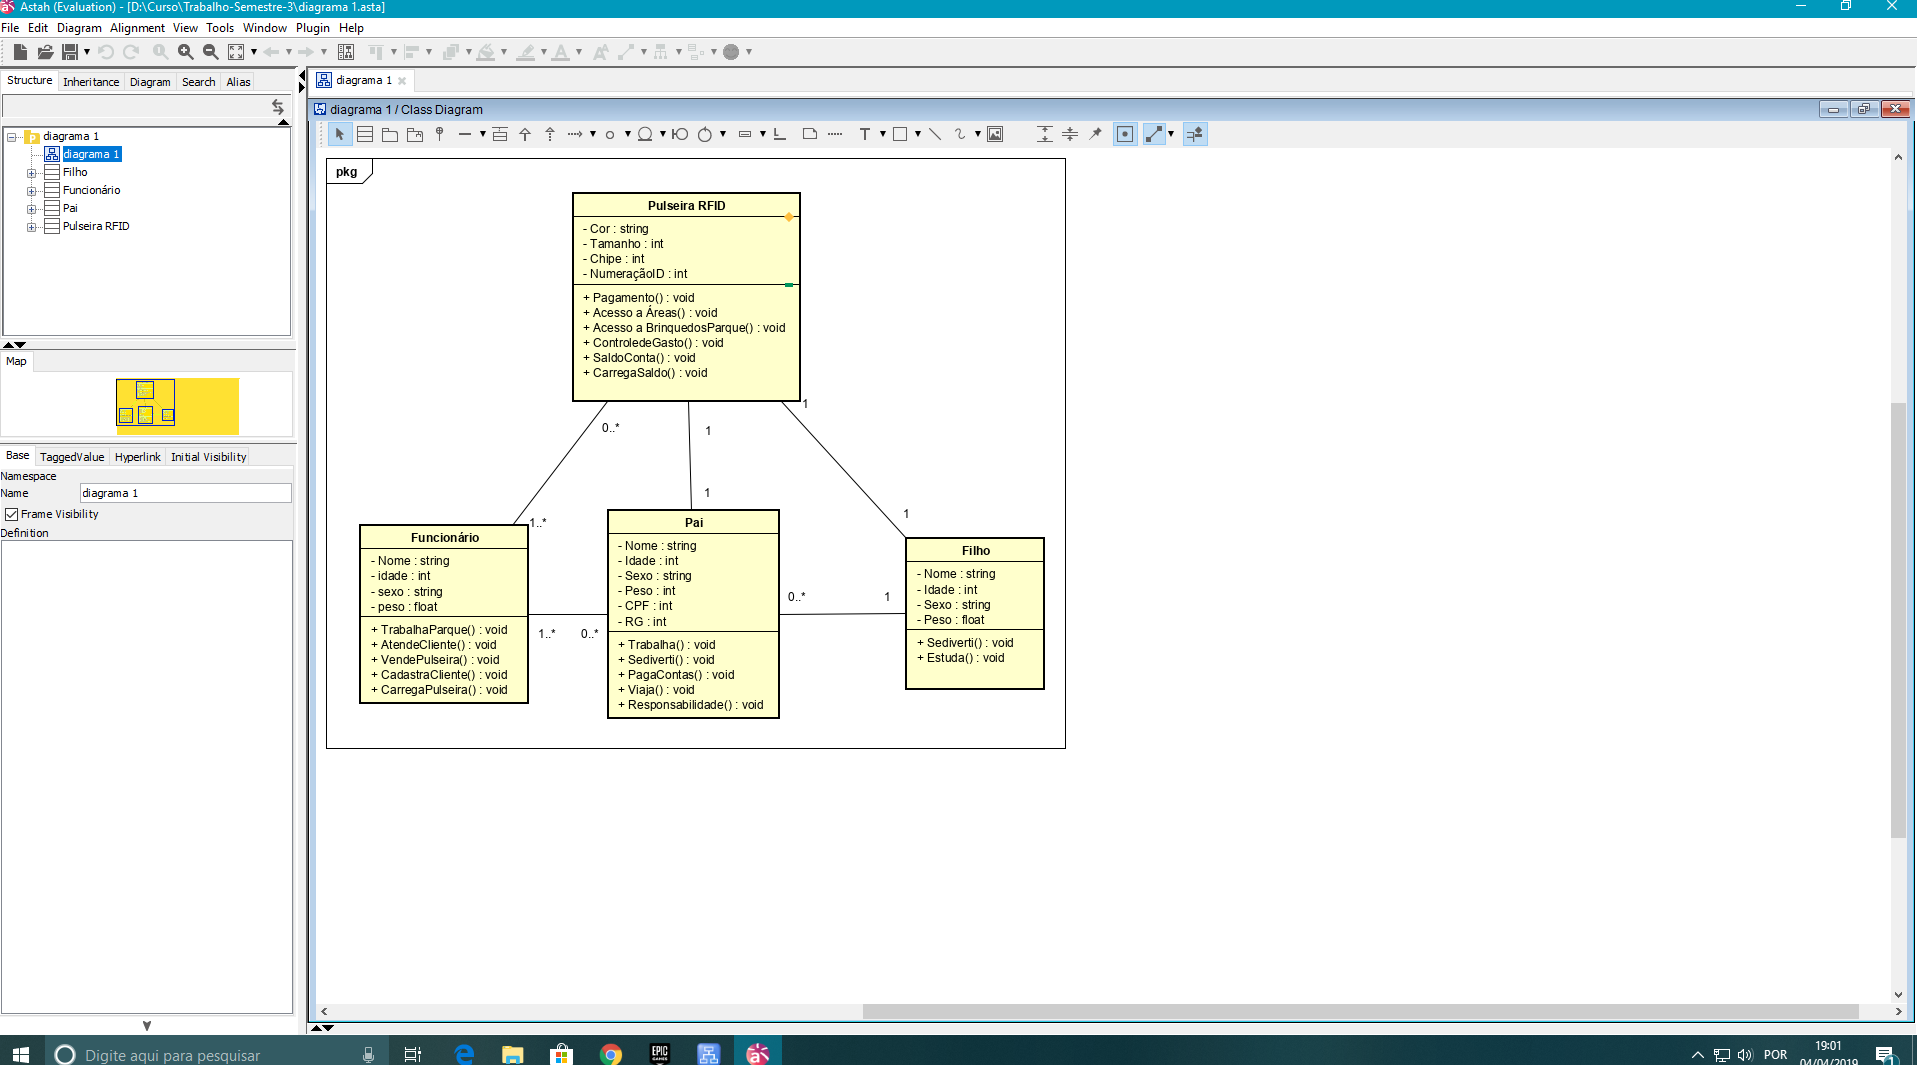 Astah (Evaluation) - [D:\Curso\Trabalho-Semestre-3\diagrama 1.asta]
File Edit Diagram Alignment View Tools Window Plugin Help
Structure Inheritance Diagram Search Alias
diagrama 1
diagrama 1
Filho
Funcionário
Pai
Pulseira RFID
Map
Base TaggedValue Hyperlink Initial Visibility
Namespace
Name diagrama 1
Frame Visibility
Definition
diagrama 1
diagrama 1 / Class Diagram
pkg
Pulseira RFID
- Cor : string
- Tamanho : int
- Chipe : int
- NumeraçãoID : int
+ Pagamento() : void
+ Acesso a Áreas() : void
+ Acesso a BrinquedosParque() : void
+ ControledeGasto() : void
+ SaldoConta() : void
+ CarregaSaldo() : void
0..*
1
1
1..*
1
1
Funcionário
- Nome : string
- idade : int
- sexo : string
- peso : float
+ TrabalhaParque() : void
+ AtendeCliente() : void
+ VendePulseira() : void
+ CadastraCliente() : void
+ CarregaPulseira() : void
1..*
0..*
Pai
- Nome : string
- Idade : int
- Sexo : string
- Peso : int
- CPF : int
- RG : int
+ Trabalha() : void
+ Sediverti() : void
+ PagaContas() : void
+ Viaja() : void
+ Responsabilidade() : void
0..*
1
Filho
- Nome : string
- Idade : int
- Sexo : string
- Peso : float
+ Sediverti() : void
+ Estuda() : void
Digite aqui para pesquisar
EPIC GAMES
POR
19:01
04/04/2019
1